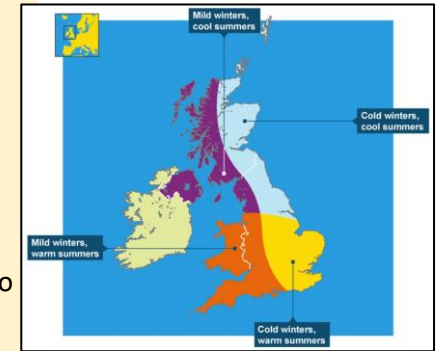 Mild winters,
cool summers
Cold winters,
cool summers
Mild winters,
warm summers
o
Cold winters,
warm summers